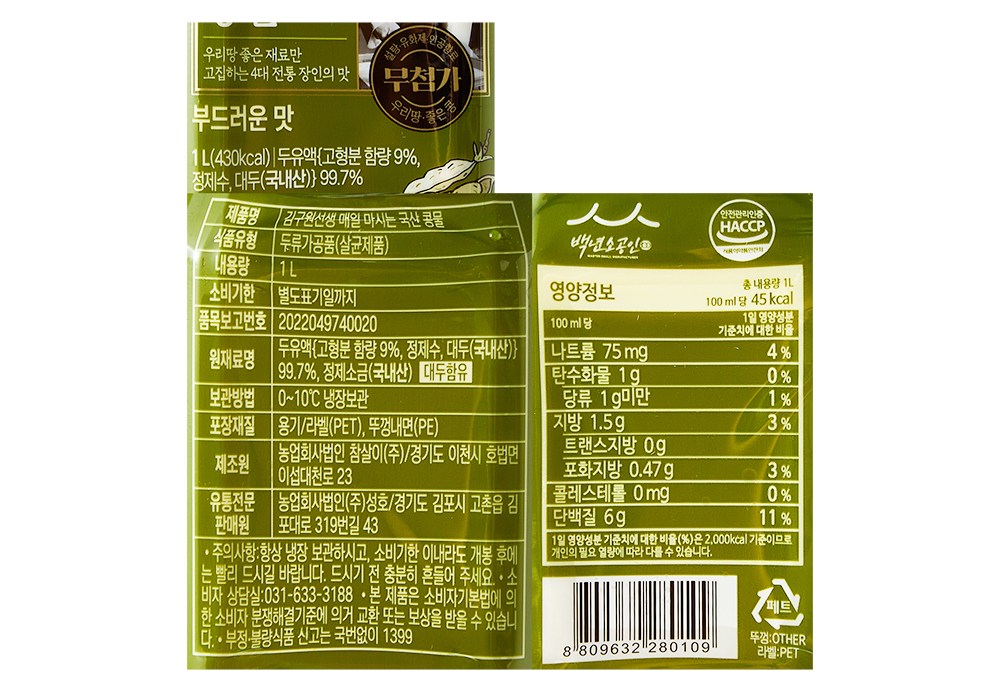 우리땅 좋은 재료만
고집하는 4대 전통 장인의 맛
설탕·유화제·인공향료
무첨가
우리땅·좋은콩
부드러운 맛
1 L(430kcal) | 두유액{고형분 함량 9%,
정제수, 대두(국내산)} 99.7%
제품명 김구원선생 매일 마시는 국산 콩물
식품유형 두류가공품(살균제품)
내용량 1 L
소비기한 별도표기일까지
품목보고번호 2022049740020
원재료명 두유액{고형분 함량 9%, 정제수, 대두(국내산)}
99.7%, 정제소금(국내산) 대두함유
보관방법 0~10℃ 냉장보관
포장재질 용기/라벨(PET), 뚜껑내면(PE)
제조원 농업회사법인 참살이(주)/경기도 이천시 호법면
이섭대천로 23
유통전문
판매원 농업회사법인(주)성호/경기도 김포시 고촌읍 김
포대로 319번길 43
• 주의사항:항상 냉장 보관하시고, 소비기한 이내라도 개봉 후에
는 빨리 드시길 바랍니다. 드시기 전 충분히 흔들어 주세요. • 소
비자 상담실:031-633-3188 • 본 제품은 소비자기본법에 의
한 소비자 분쟁해결기준에 의거 교환 또는 보상을 받을 수 있습니
다. • 부정·불량식품 신고는 국번없이 1399
백년소공인
안전관리인증
HACCP
식품의약품안전처
영양정보
총 내용량 1L
100 ml 당 45 kcal
100 ml 당
1일 영양성분
기준치에 대한 비율
나트륨 75 mg 4 %
탄수화물 1 g 0 %
당류 1 g미만 1 %
지방 1.5 g 3 %
트랜스지방 0 g
포화지방 0.47 g 3 %
콜레스테롤 0 mg 0 %
단백질 6 g 11 %
1일 영양성분 기준치에 대한 비율(%)은 2,000kcal 기준이므로
개인의 필요 열량에 따라 다를 수 있습니다.
8 809632 280109
페트
뚜껑:OTHER
라벨:PET